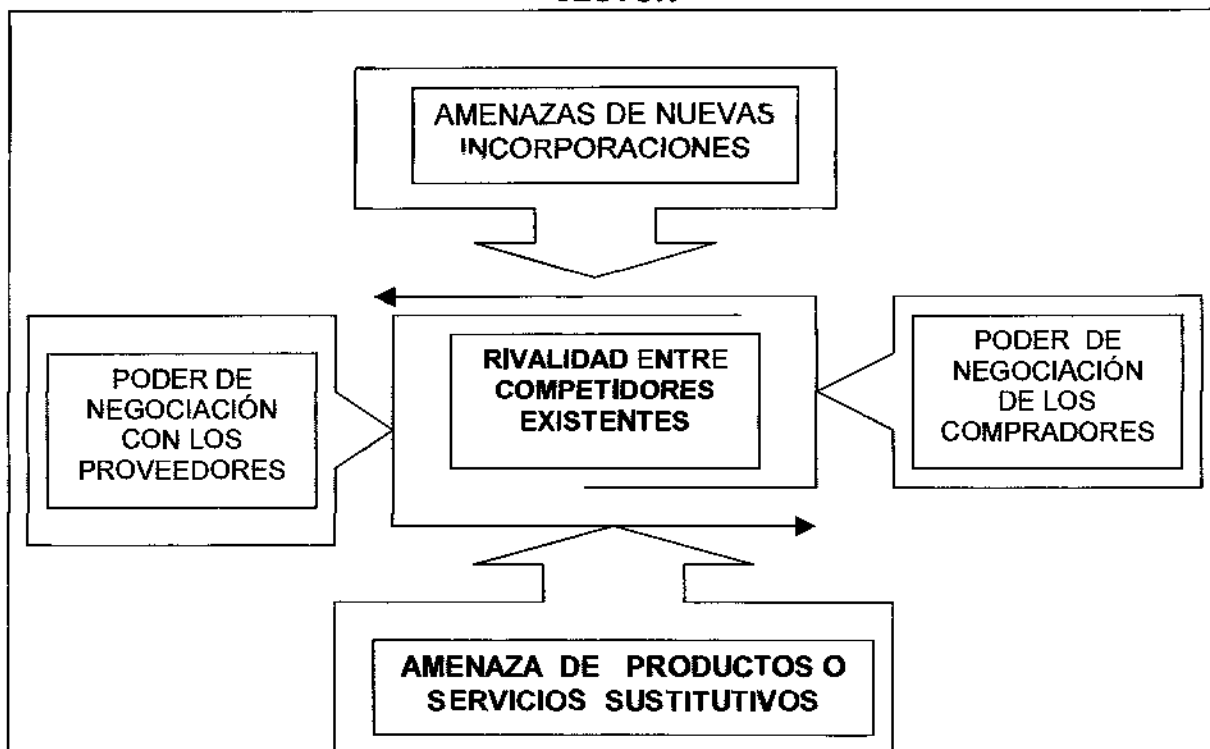 AMENAZAS DE NUEVAS
INCORPORACIONES
RIVALIDAD ENTRE
COMPETIDORES
EXISTENTES
PODER DE
NEGOCIACIÓN
CON LOS
PROVEEDORES
PODER DE
NEGOCIACIÓN
DE LOS
COMPRADORES
AMENAZA DE PRODUCTOS O
SERVICIOS SUSTITUTIVOS